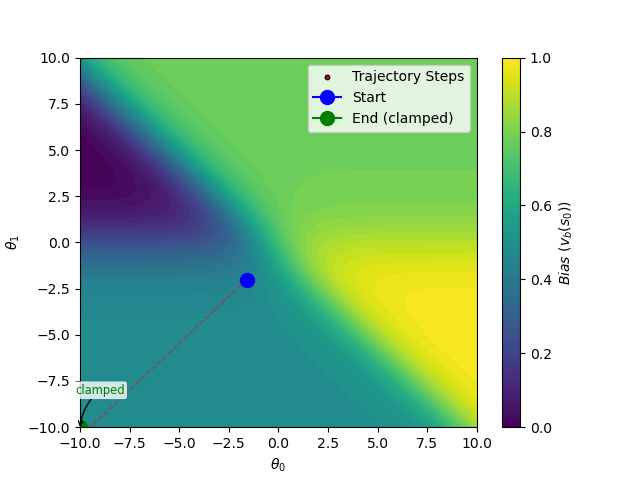 10.0
7.5
5.0
2.5
0.0
−2.5
−5.0
−7.5
−10.0
θ₁
Trajectory Steps
Start
End (clamped)
clamped
−10.0 −7.5 −5.0 −2.5 0.0 2.5 5.0 7.5 10.0
θ₀
1.0
0.8
0.6
0.4
0.2
0.0
Bias (v_b(s₀))